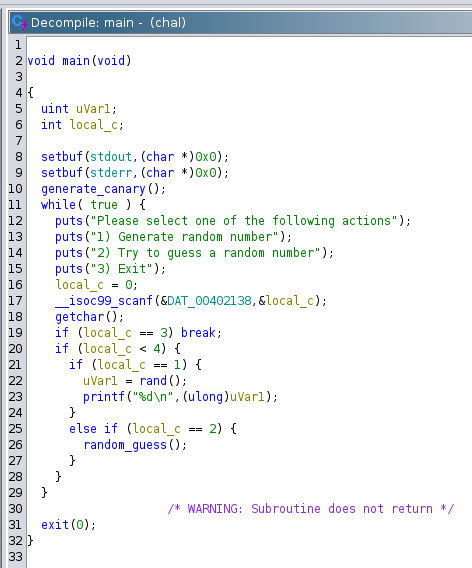 Decompile: main - (chal)
1
2 void main(void)
3
4 {
5 uint uVar1;
6 int local_c;
7
8 setbuf(stdout,(char *)0x0);
9 setbuf(stderr,(char *)0x0);
10 generate_canary();
11 while( true ) {
12 puts("Please select one of the following actions");
13 puts("1) Generate random number");
14 puts("2) Try to guess a random number");
15 puts("3) Exit");
16 local_c = 0;
17 __isoc99_scanf(&DAT_00402138,&local_c);
18 getchar();
19 if (local_c == 3) break;
20 if (local_c < 4) {
21 if (local_c == 1) {
22 uVar1 = rand();
23 printf("%d\n",(ulong)uVar1);
24 }
25 else if (local_c == 2) {
26 random_guess();
27 }
28 }
29 }
30 /* WARNING: Subroutine does not return */
31 exit(0);
32 }
33